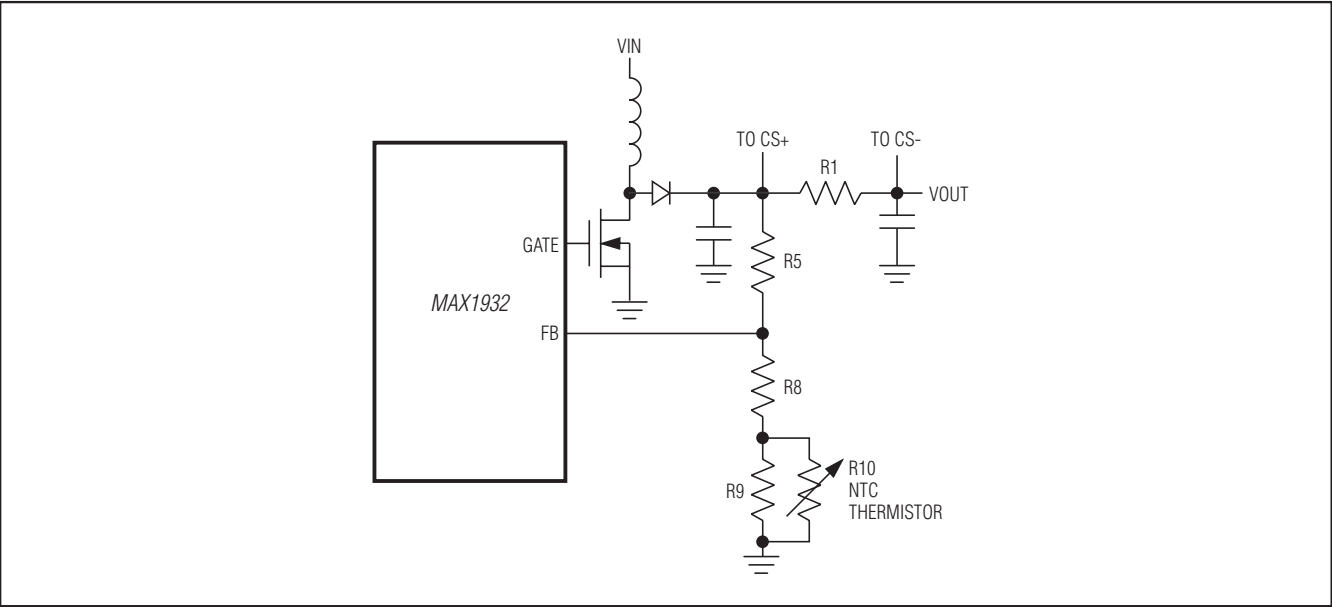 VIN
TO CS+
TO CS-
R1
VOUT
GATE
R5
MAX1932
FB
R8
R9
R10
NTC
THERMISTOR